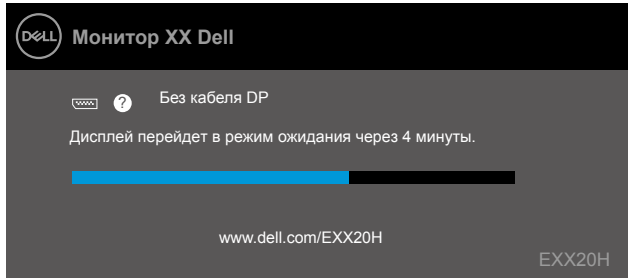 DELL
Монитор XX Dell
? Без кабеля DP
Дисплей перейдет в режим ожидания через 4 минуты.
www.dell.com/EXX20H
EXX20H